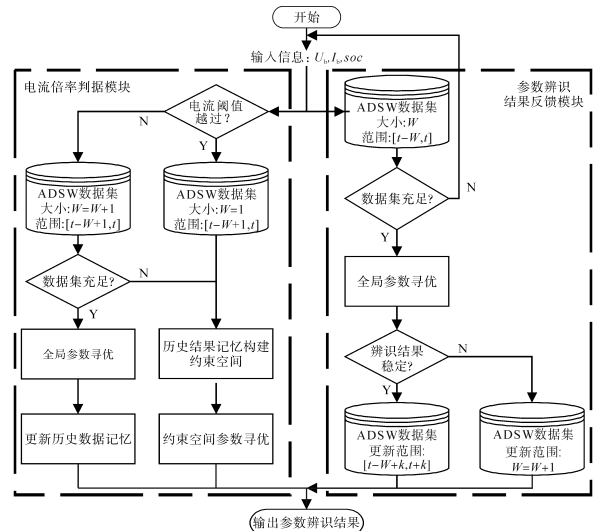 开始
输入信息：Ub,Ib,soc
电流倍率判据模块
电流阈值
越过？
N
Y
ADSW数据集
大小:W=W+1
范围:[t−W+1,t]
ADSW数据集
大小:W=1
范围:[t−W+1,t]
数据集充足?
N
Y
全局参数寻优
历史结果记忆构建
约束空间
更新历史数据记忆
约束空间参数寻优
参数辨识
结果反馈模块
ADSW数据集
大小:W
范围:[t−W,t]
数据集充足?
N
Y
全局参数寻优
辨识结果
稳定?
N
Y
ADSW数据集
更新范围:
[t−W+k,t+k]
ADSW数据集
更新范围:
W=W+1
输出参数辨识结果